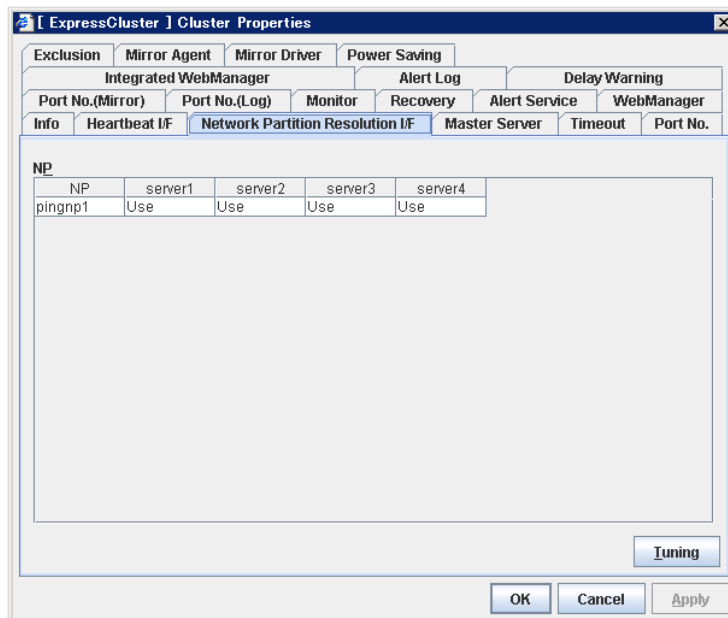 [ ExpressCluster ] Cluster Properties
Exclusion Mirror Agent Mirror Driver Power Saving
Integrated WebManager Alert Log Delay Warning
Port No.(Mirror) Port No.(Log) Monitor Recovery Alert Service WebManager
Info Heartbeat I/F Network Partition Resolution I/F Master Server Timeout Port No.
NP
NP server1 server2 server3 server4
pingnp1 Use Use Use Use
Tuning
OK Cancel Apply